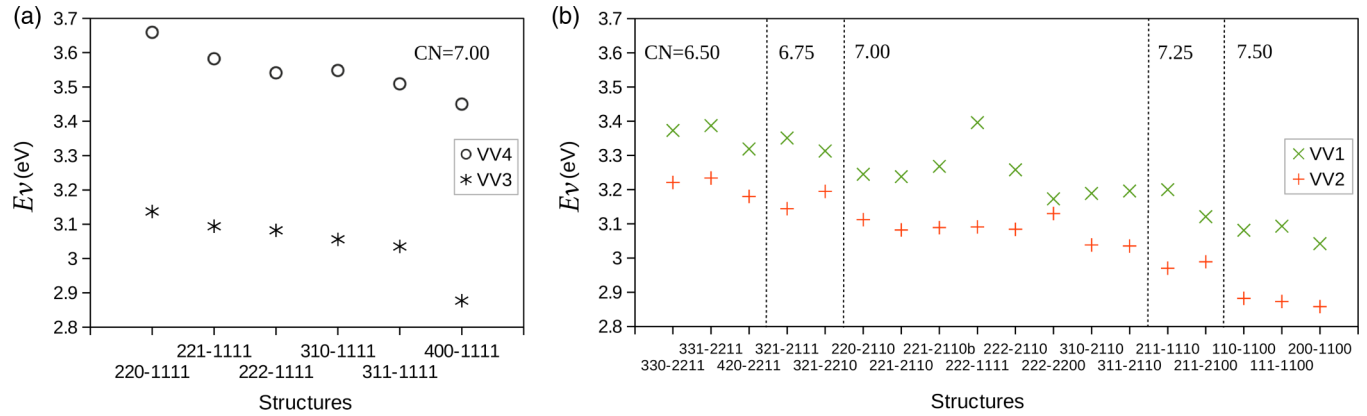 (a)
3.7
3.6
3.5
3.4
3.3
3.2
3.1
3
2.9
2.8
Ev (eV)
CN=7.00
VV4
VV3
221-1111 310-1111 400-1111
220-1111 222-1111 311-1111
Structures
(b)
3.7
3.6
3.5
3.4
3.3
3.2
3.1
3
2.9
2.8
Ev (eV)
CN=6.50 6.75 7.00 7.25 7.50
VV1
VV2
331-2211 321-2111 220-2110 221-2110b 222-2110 310-2110 211-1110 110-1100 200-1100
330-2211 420-2211 321-2210 221-2110 222-1111 222-2200 311-2110 211-2100 111-1100
Structures